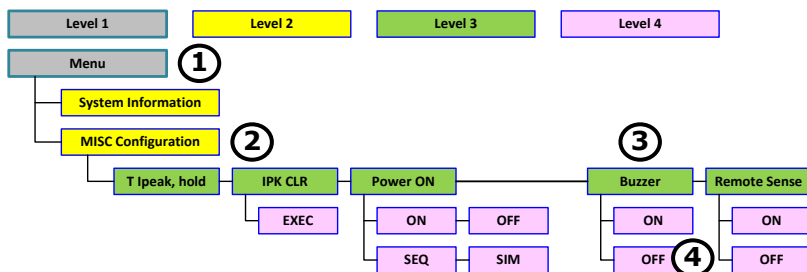 Level 1 Level 2 Level 3 Level 4
Menu 1
System Information
MISC Configuration 2 3
T Ipeak, hold IPK CLR Power ON Buzzer Remote Sense
EXEC ON OFF ON ON
SEQ SIM OFF 4 OFF